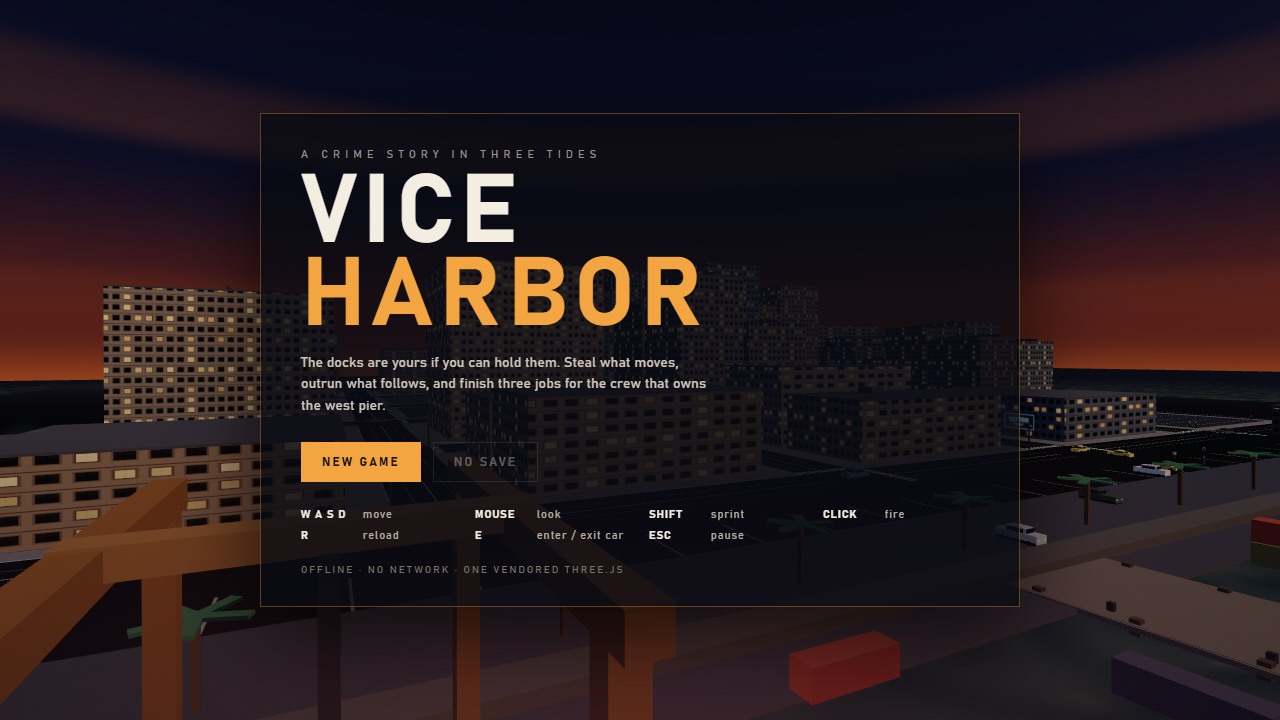 A CRIME STORY IN THREE TIDES
VICE
HARBOR
The docks are yours if you can hold them. Steal what moves,
outrun what follows, and finish three jobs for the crew that owns
the west pier.
NEW GAME NO SAVE
W A S D move MOUSE look SHIFT sprint CLICK fire
R reload E enter / exit car ESC pause
OFFLINE · NO NETWORK · ONE VENDORED THREE.JS